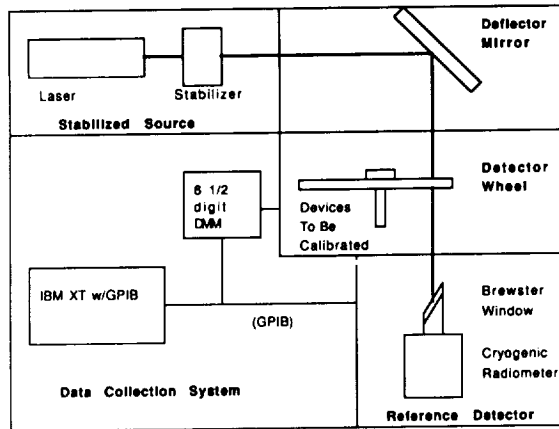 Deflector
Mirror
Laser
Stabilizer
Stabilized Source
Detector
Wheel
6 1/2
digit
DMM
Devices
To Be
Calibrated
IBM XT w/GPIB
(GPIB)
Brewster
Window
Cryogenic
Radiometer
Data Collection System
Reference Detector